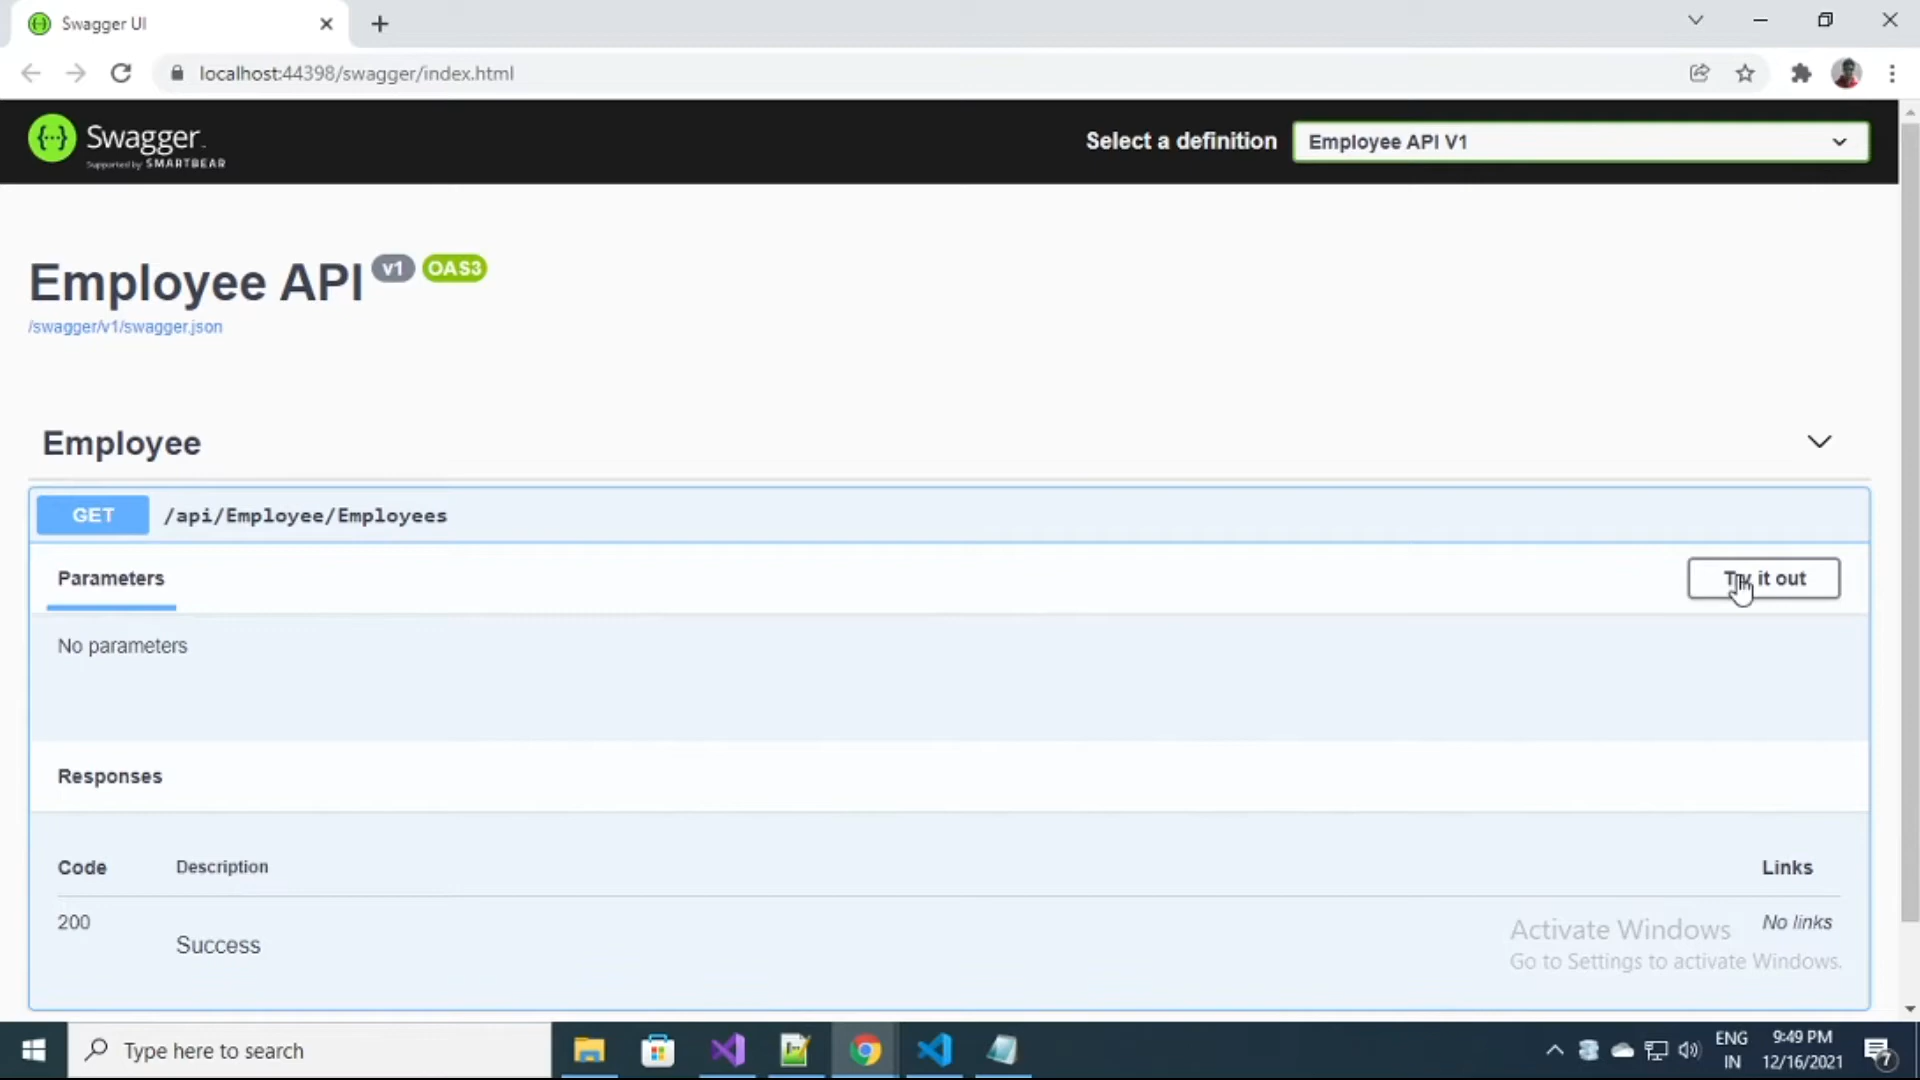 Swagger UI
localhost:44398/swagger/index.html
Swagger
Supported by SMARTBEAR
Select a definition
Employee API V1
Employee API v1 OAS3
/swagger/v1/swagger.json
Employee
GET /api/Employee/Employees
Parameters
Try it out
No parameters
Responses
Code Description Links
200 Success No links
Activate Windows
Go to Settings to activate Windows.
Type here to search
ENG
IN
9:49 PM
12/16/2021
7